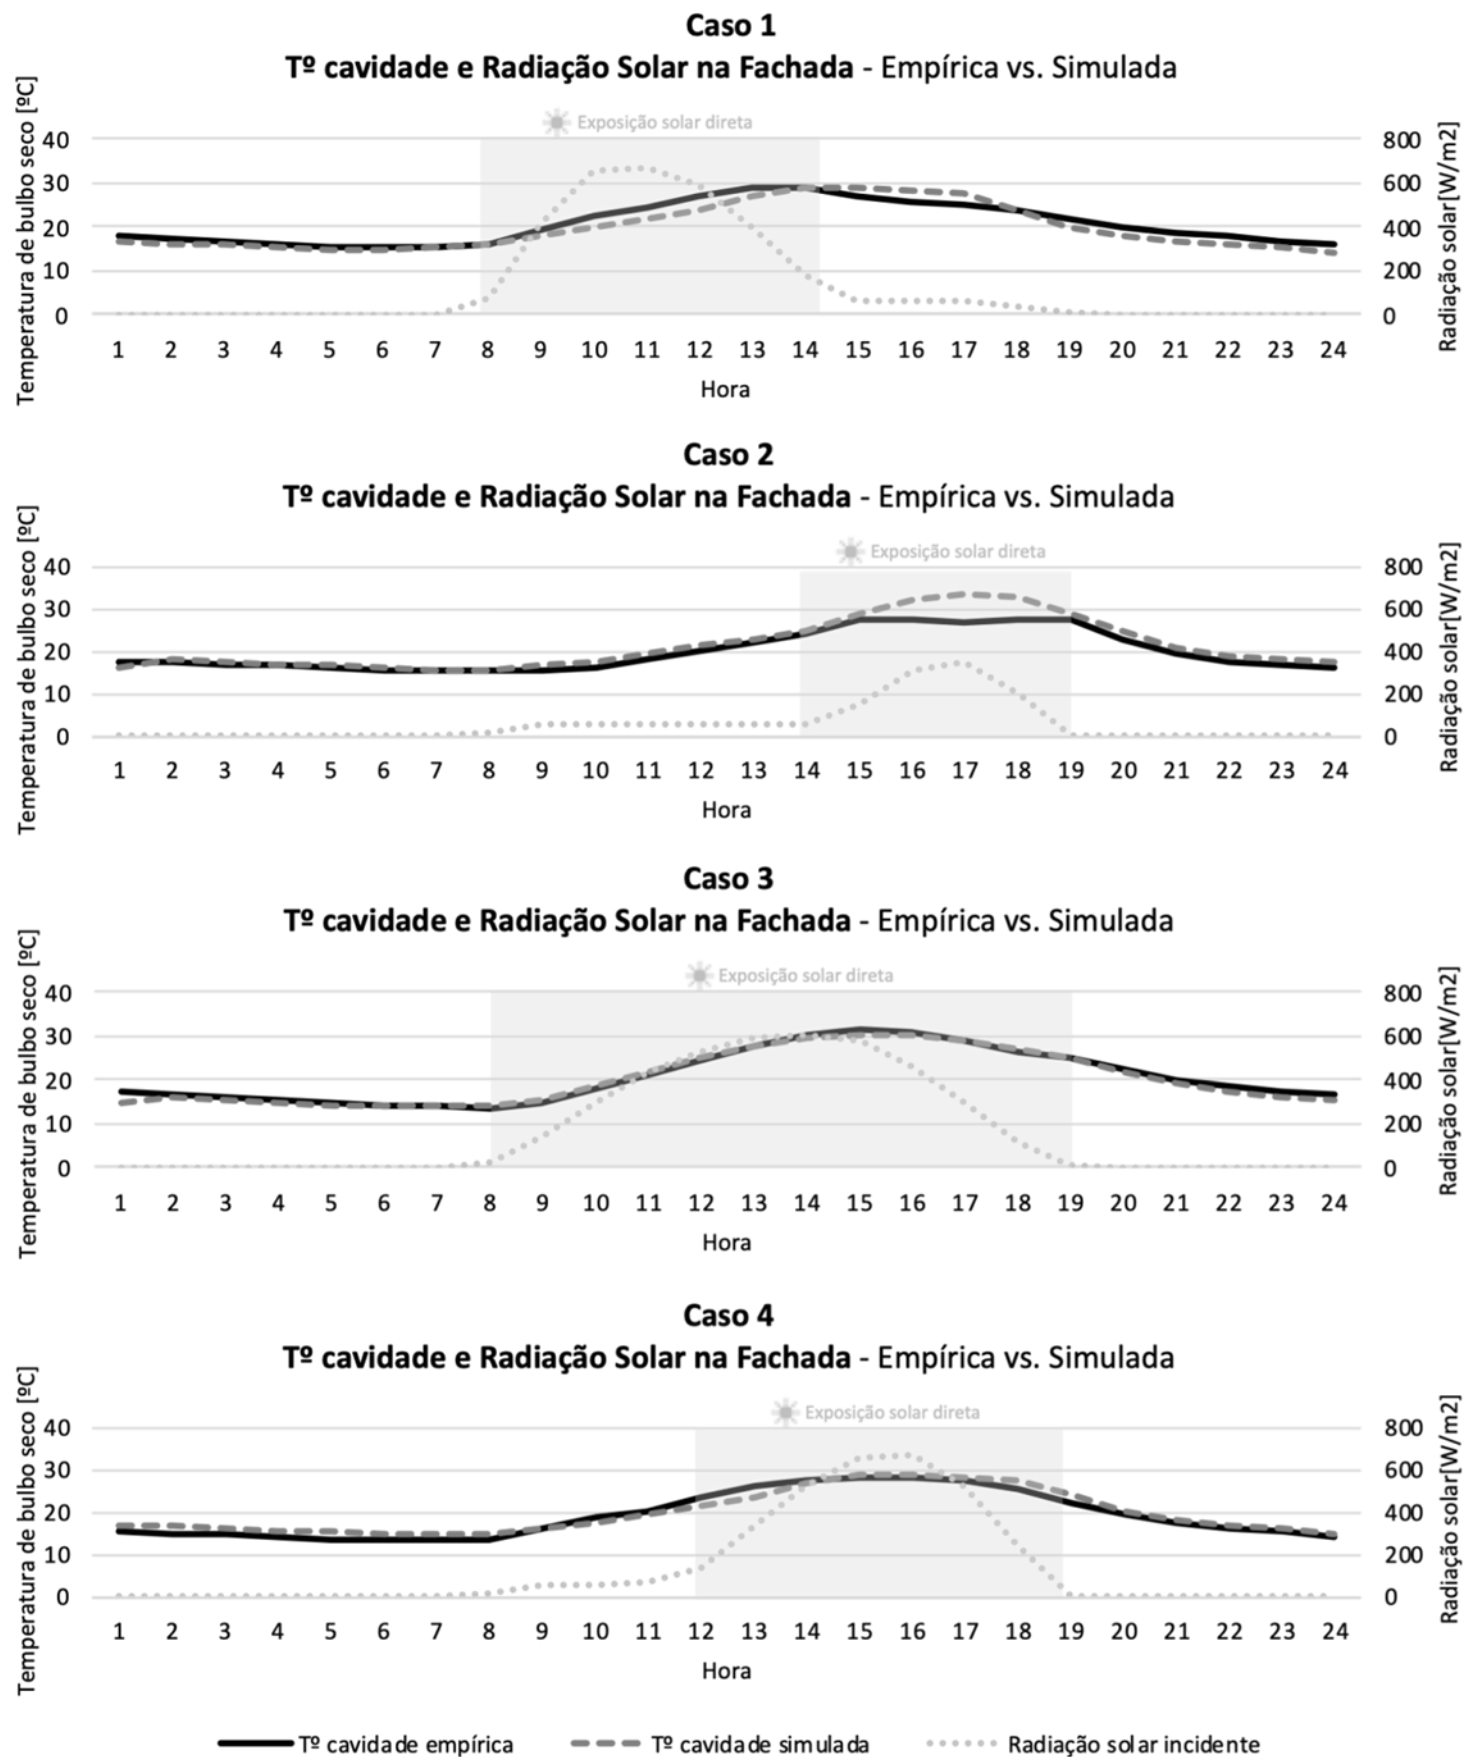 Caso 1
Tº cavidade e Radiação Solar na Fachada - Empírica vs. Simulada
Temperatura de bulbo seco [ºC]
Exposição solar direta
Radiação solar[W/m2]
40 800
30 600
20 400
10 200
0 0
1 2 3 4 5 6 7 8 9 10 11 12 13 14 15 16 17 18 19 20 21 22 23 24
Hora
Caso 2
Tº cavidade e Radiação Solar na Fachada - Empírica vs. Simulada
Temperatura de bulbo seco [ºC]
Exposição solar direta
Radiação solar[W/m2]
40 800
30 600
20 400
10 200
0 0
1 2 3 4 5 6 7 8 9 10 11 12 13 14 15 16 17 18 19 20 21 22 23 24
Hora
Caso 3
Tº cavidade e Radiação Solar na Fachada - Empírica vs. Simulada
Temperatura de bulbo seco [ºC]
Exposição solar direta
Radiação solar[W/m2]
40 800
30 600
20 400
10 200
0 0
1 2 3 4 5 6 7 8 9 10 11 12 13 14 15 16 17 18 19 20 21 22 23 24
Hora
Caso 4
Tº cavidade e Radiação Solar na Fachada - Empírica vs. Simulada
Temperatura de bulbo seco [ºC]
Exposição solar direta
Radiação solar[W/m2]
40 800
30 600
20 400
10 200
0 0
1 2 3 4 5 6 7 8 9 10 11 12 13 14 15 16 17 18 19 20 21 22 23 24
Hora
Tº cavidade empírica Tº cavidade simulada Radiação solar incidente